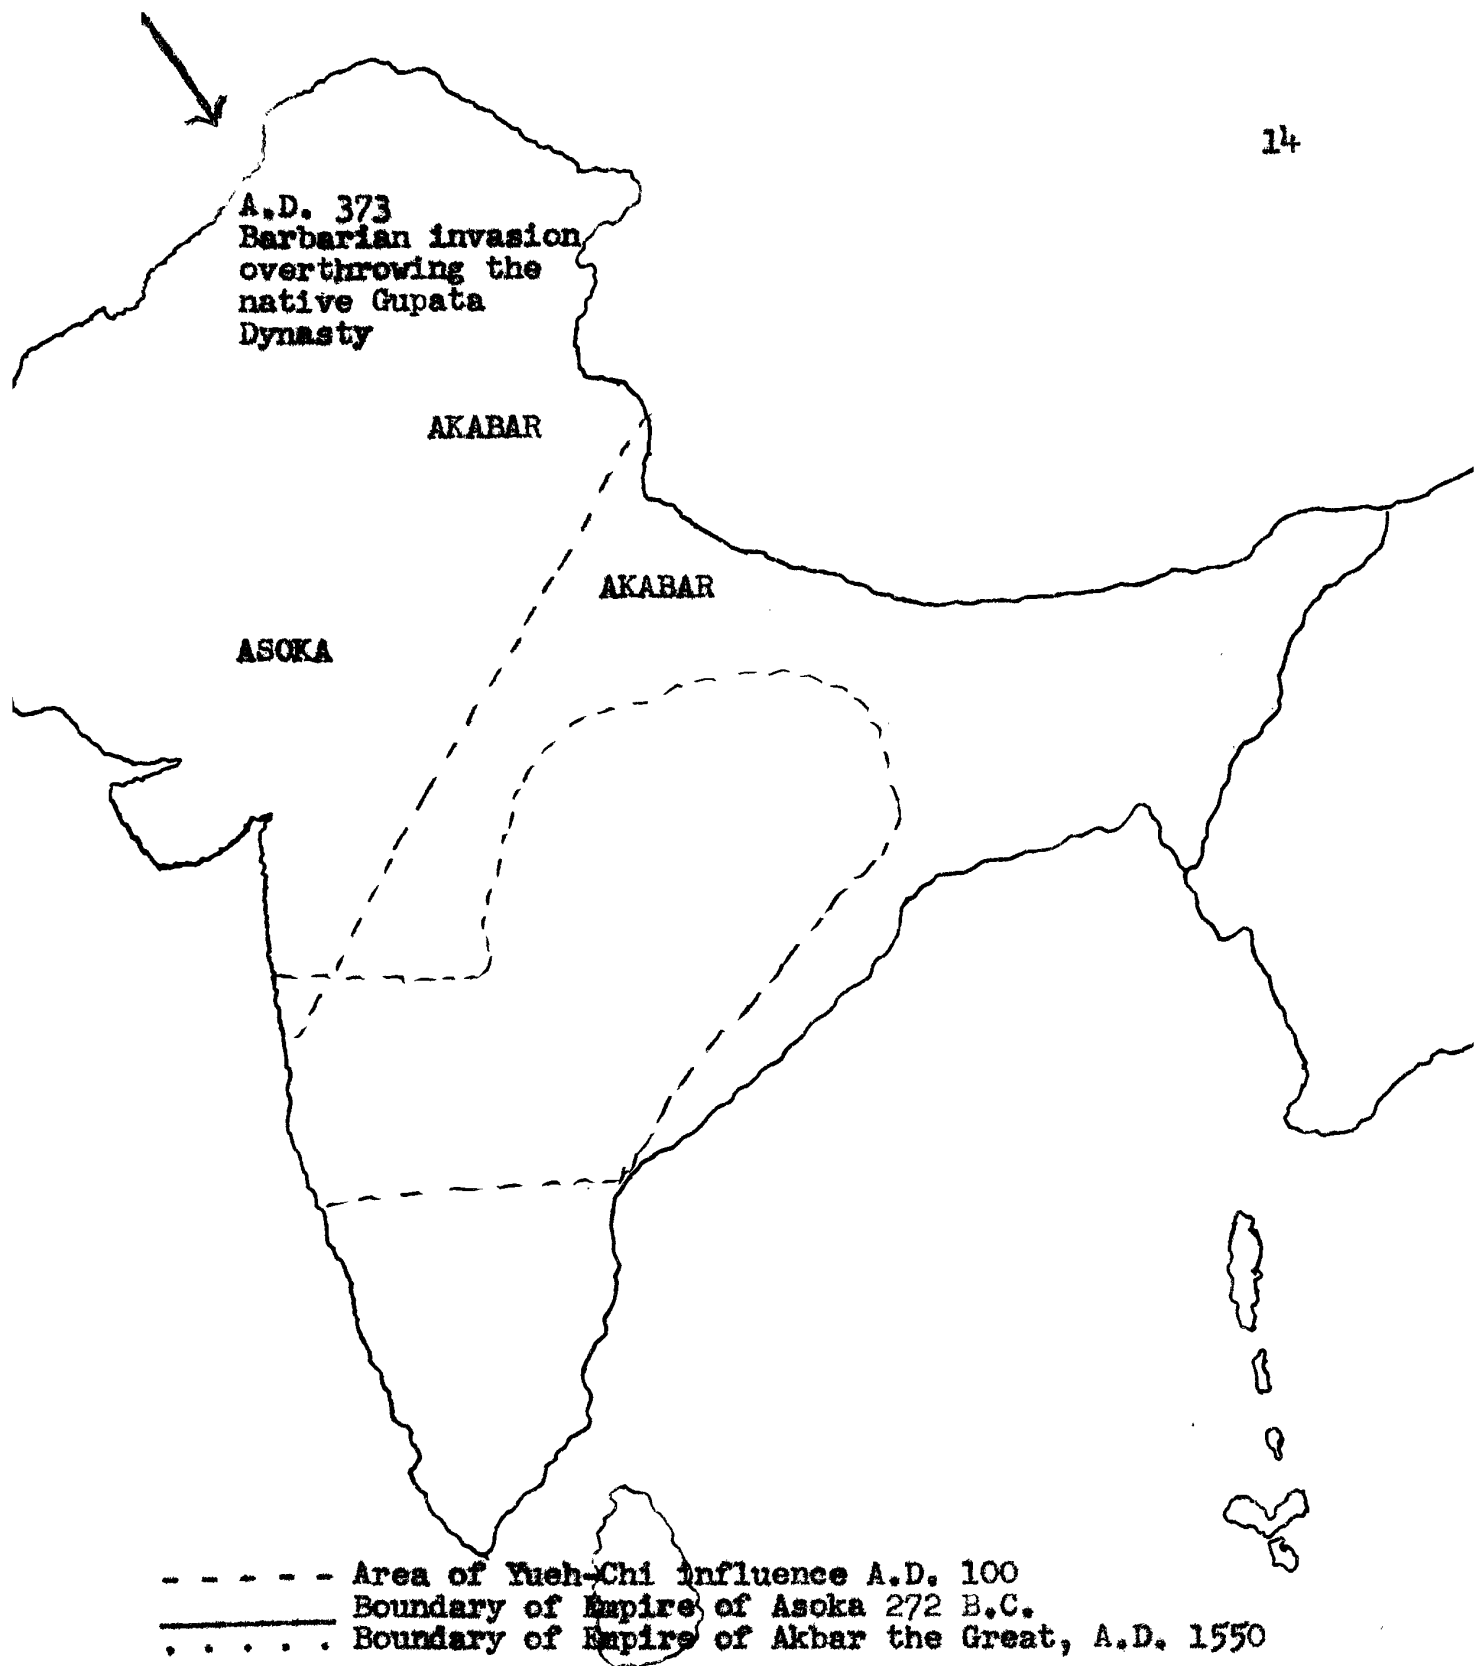 14
A.D. 373
Barbarian invasion
overthrowing the
native Gupata
Dynasty
AKABAR
AKABAR
ASOKA
Area of Yueh-Chi influence A.D. 100
Boundary of Empire of Asoka 272 B.C.
Boundary of Empire of Akbar the Great, A.D. 1550